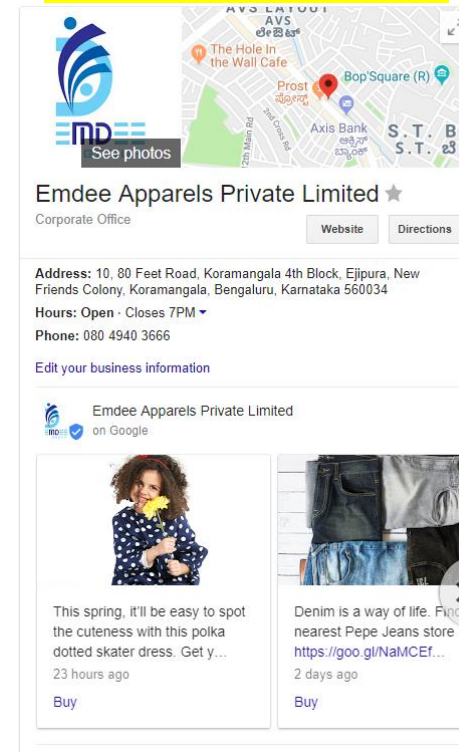 AVS LAYOUT
AVS
ಲೇಔಟ್
The Hole In
the Wall Cafe
Bop'Square (R)
Prost
ಪ್ರೋಸ್ಟ್
2nd Cross Rd
12th Main Rd
Axis Bank
ಆಕ್ಸಿಸ್
ಬ್ಯಾಂಕ್
S. T. B
S. T. ಬೆ
EMDEE
See photos
Emdee Apparels Private Limited
Corporate Office
Website
Directions
Address: 10, 80 Feet Road, Koramangala 4th Block, Ejipura, New
Friends Colony, Koramangala, Bengaluru, Karnataka 560034
Hours: Open · Closes 7PM
Phone: 080 4940 3666
Edit your business information
EMDEE
Emdee Apparels Private Limited
on Google
This spring, it'll be easy to spot
the cuteness with this polka
dotted skater dress. Get y…
23 hours ago
Buy
Denim is a way of life. Find
nearest Pepe Jeans store
https://goo.gl/NaMCEf…
2 days ago
Buy